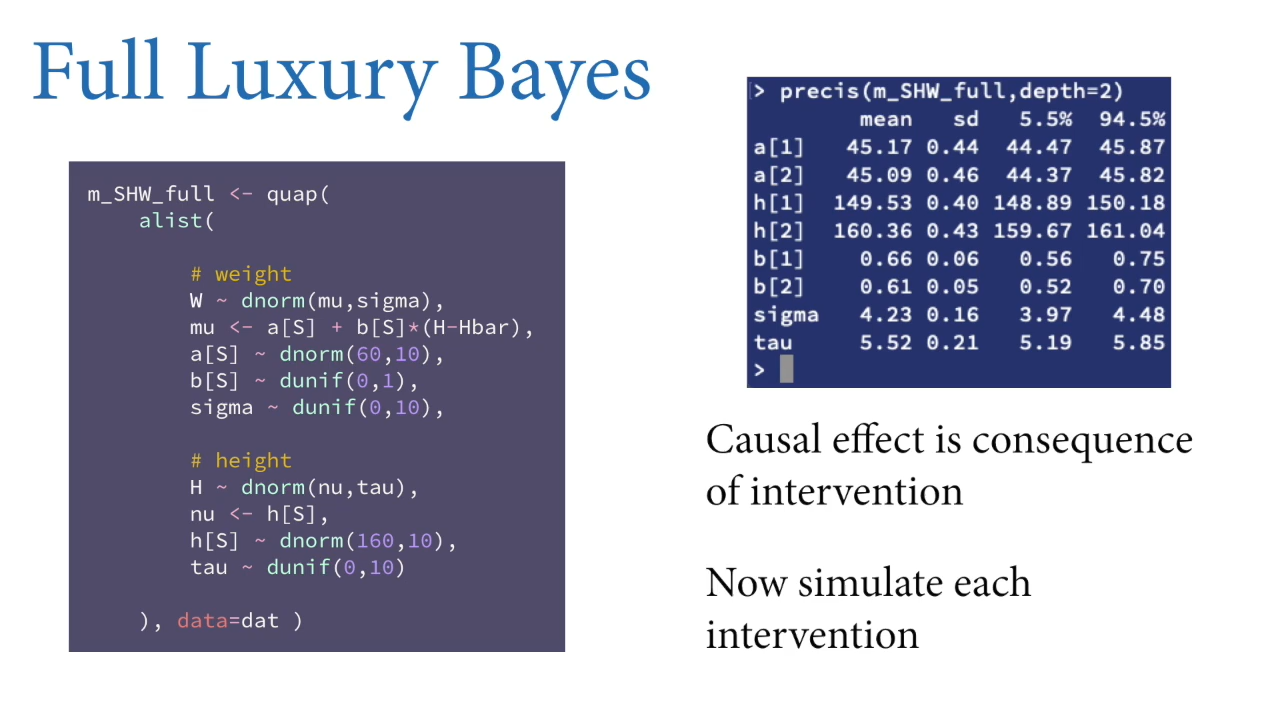 Full Luxury Bayes
m_SHW_full <- quap(
    alist(

        # weight
        W ~ dnorm(mu,sigma),
        mu <- a[S] + b[S]*(H-Hbar),
        a[S] ~ dnorm(60,10),
        b[S] ~ dunif(0,1),
        sigma ~ dunif(0,10),

        # height
        H ~ dnorm(nu,tau),
        nu <- h[S],
        h[S] ~ dnorm(160,10),
        tau ~ dunif(0,10)

    ), data=dat )
> precis(m_SHW_full,depth=2)
        mean   sd   5.5%  94.5%
a[1]   45.17 0.44  44.47  45.87
a[2]   45.09 0.46  44.37  45.82
h[1]  149.53 0.40 148.89 150.18
h[2]  160.36 0.43 159.67 161.04
b[1]    0.66 0.06   0.56   0.75
b[2]    0.61 0.05   0.52   0.70
sigma   4.23 0.16   3.97   4.48
tau     5.52 0.21   5.19   5.85
>
Causal effect is consequence
of intervention
Now simulate each
intervention